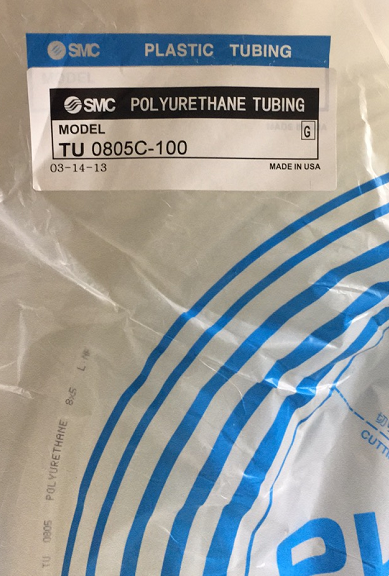 SMC PLASTIC TUBING
SMC POLYURETHANE TUBING
MODEL
G
TU 0805C-100
03-14-13
MADE IN USA
TU 0805 POLYURETHANE 8x5 L